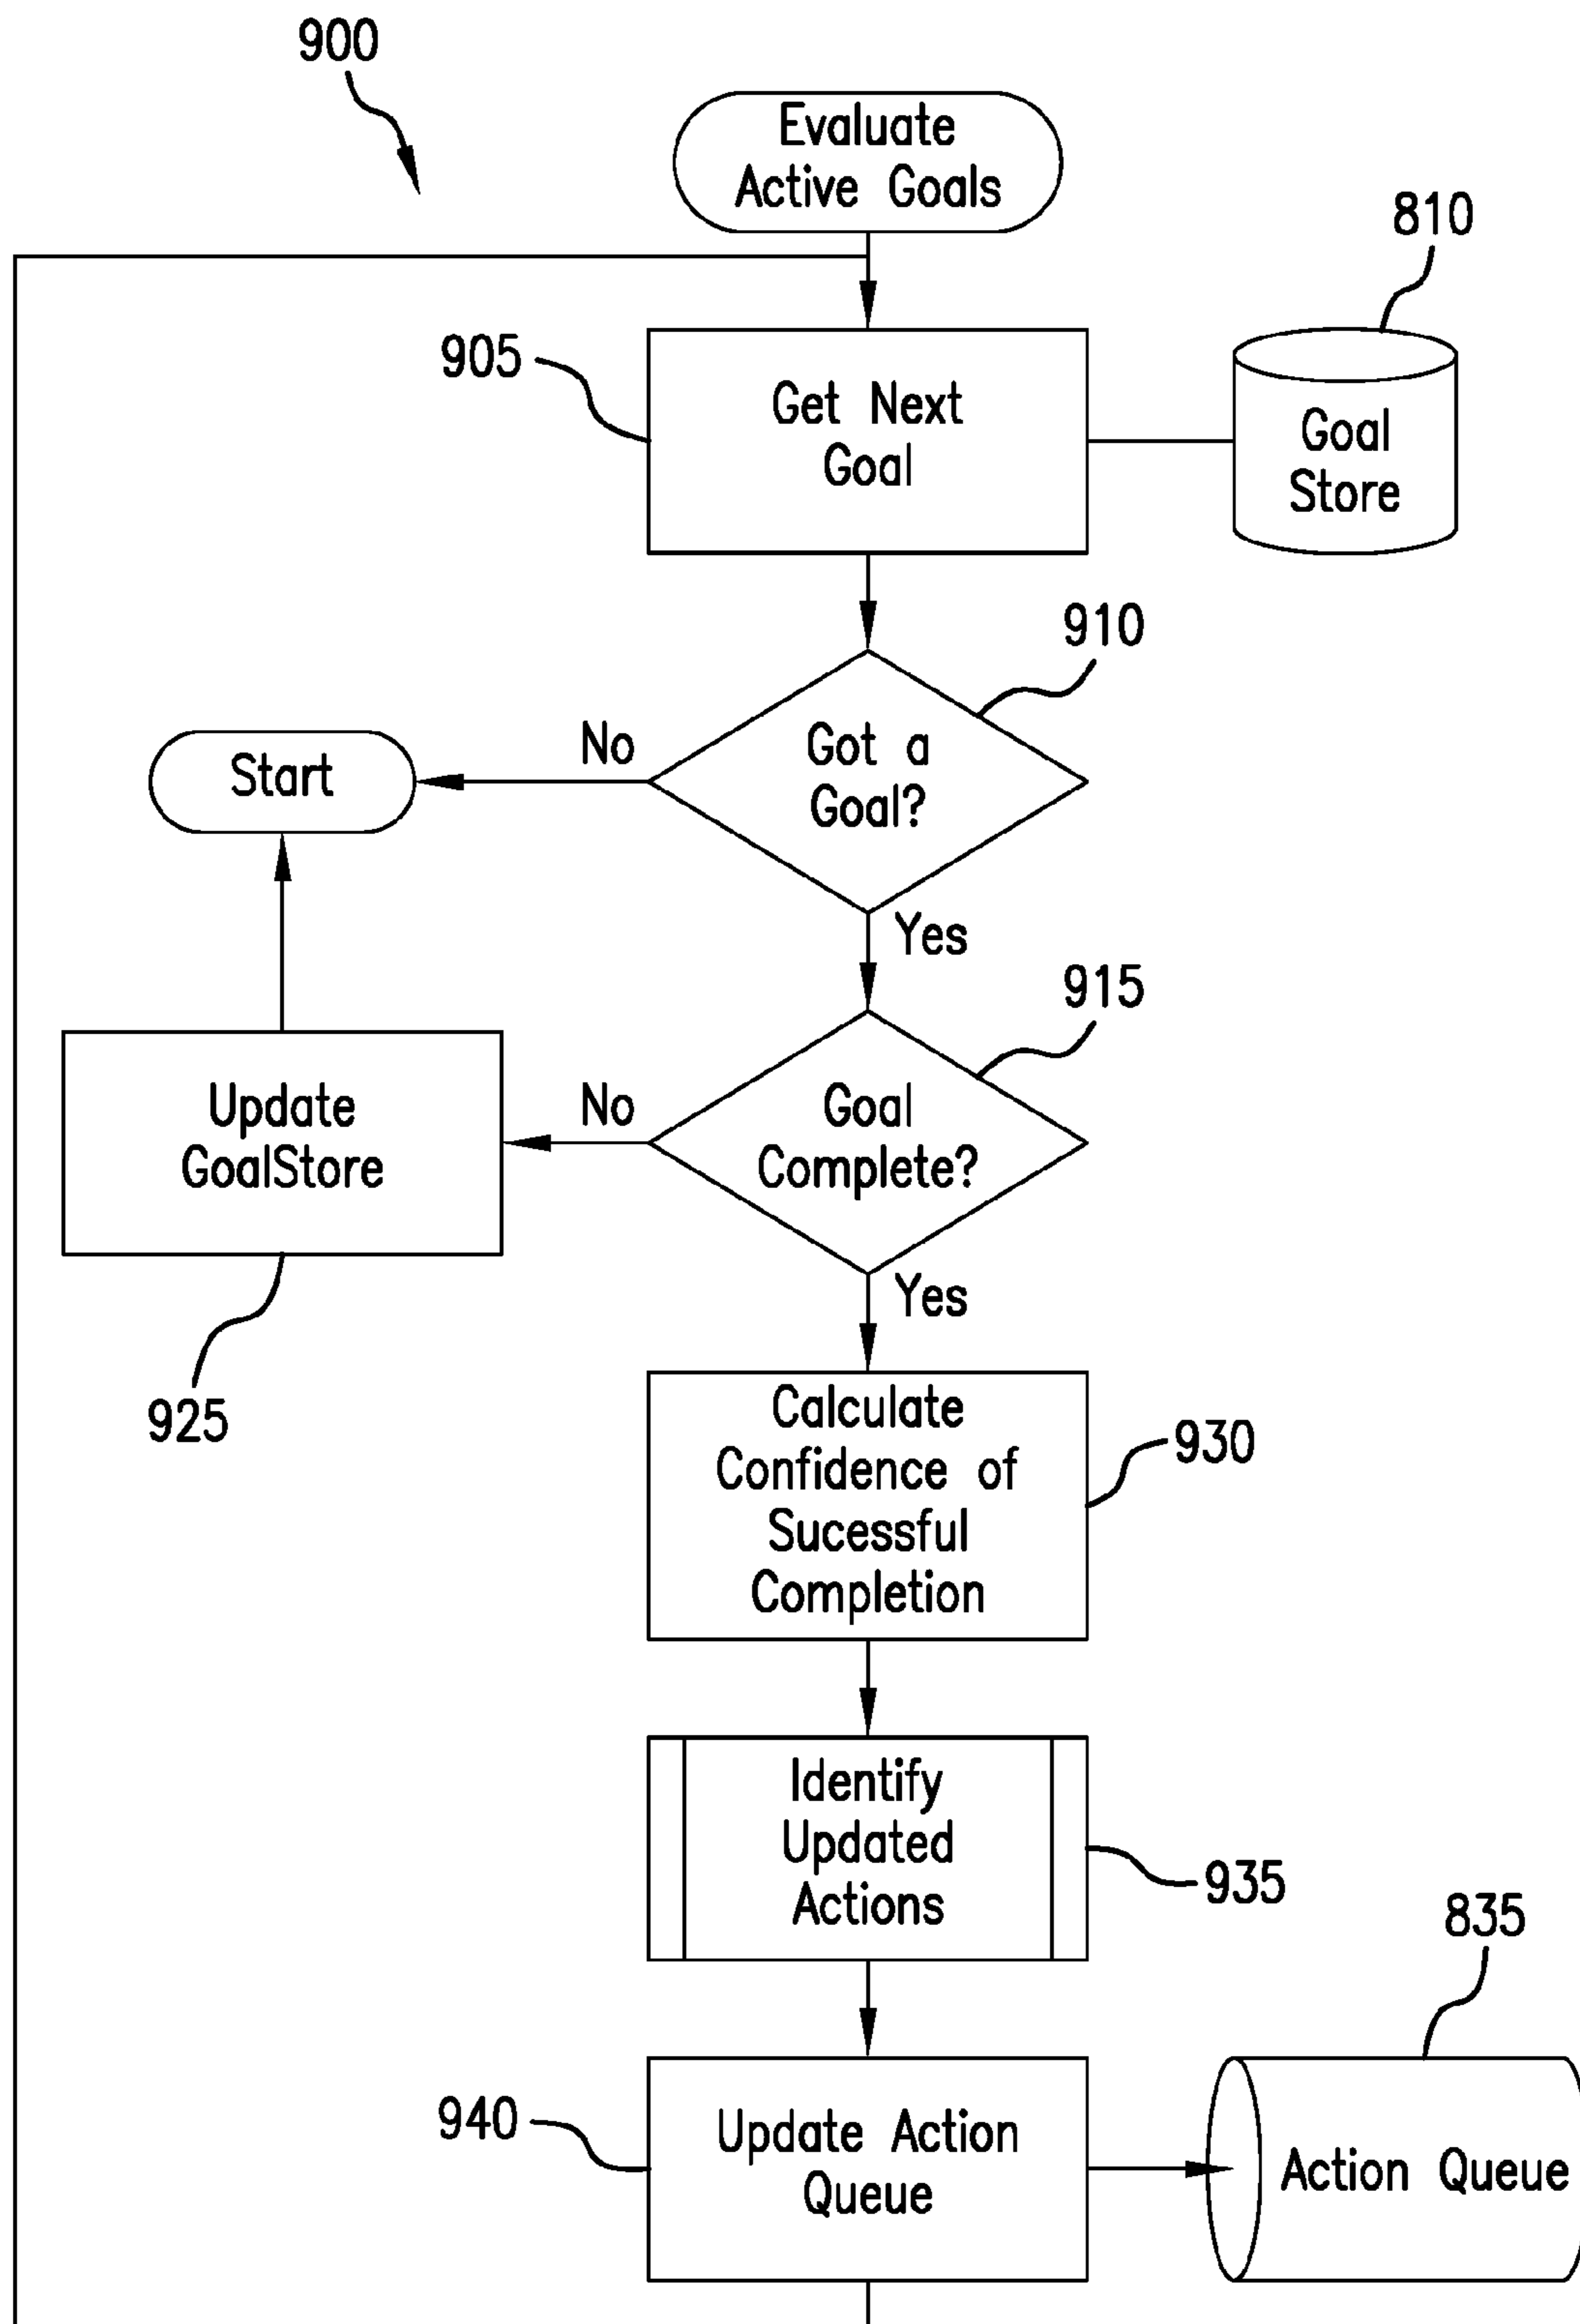 900
Evaluate
Active Goals
810
905
Get Next
Goal
Goal
Store
910
Got a
Goal?
No
Start
Yes
915
Goal
Complete?
No
Update
GoalStore
Yes
925
Calculate
Confidence of
Sucessful
Completion
930
Identify
Updated
Actions
935
835
940
Update Action
Queue
Action Queue